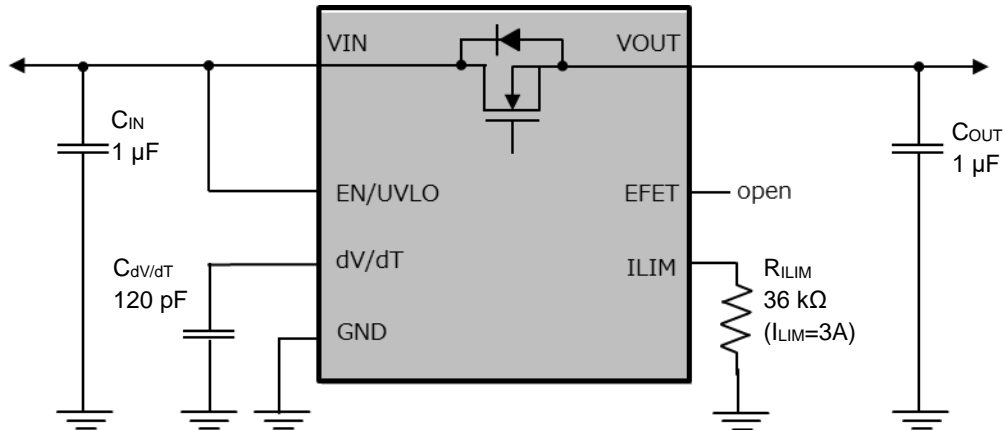 VIN
VOUT
CIN
1 µF
COUT
1 µF
EN/UVLO
EFET
open
CdV/dT
120 pF
dV/dT
ILIM
RILIM
36 kΩ
(ILIM=3A)
GND